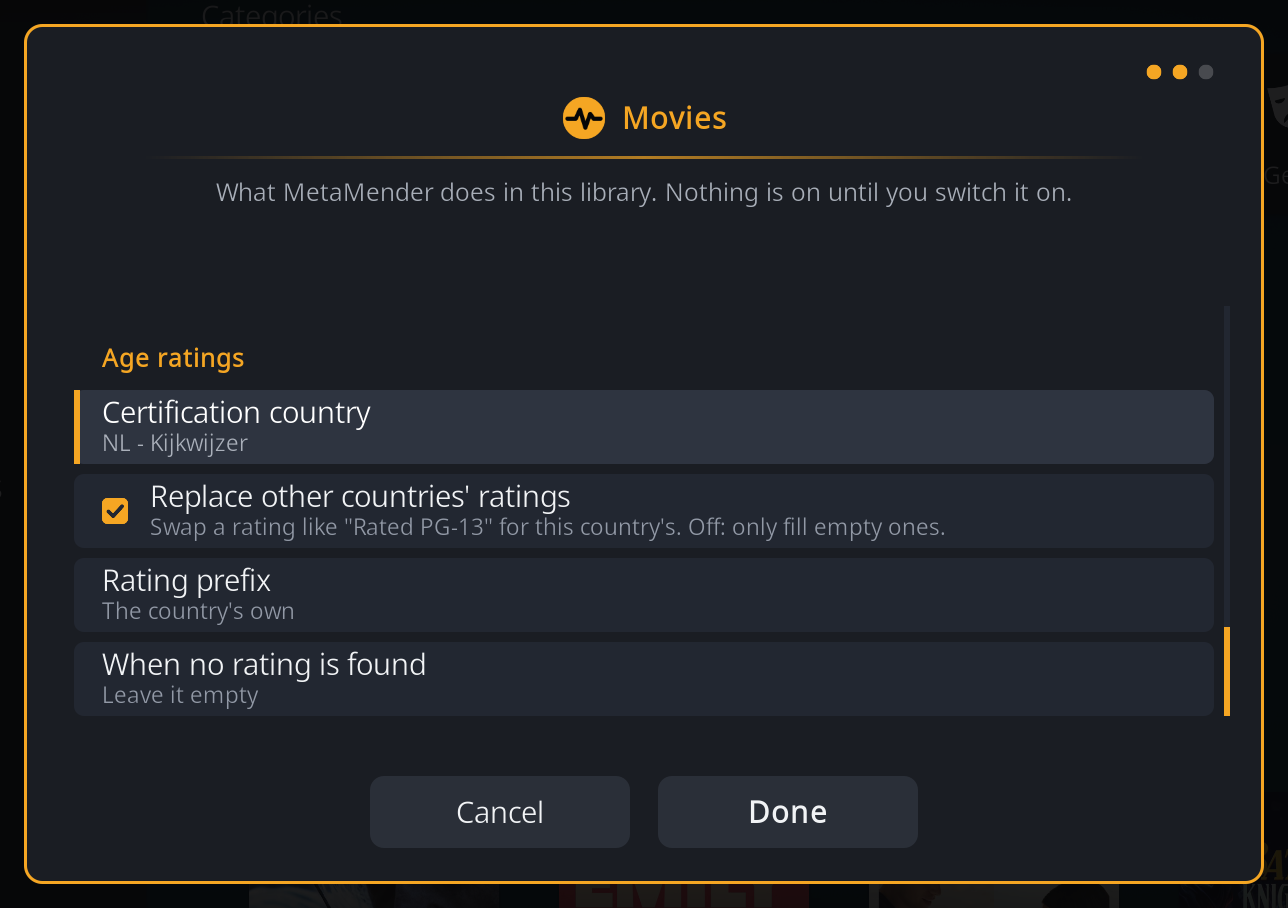 Categories
Movies
What MetaMender does in this library. Nothing is on until you switch it on.
Age ratings
Certification country
NL - Kijkwijzer
Replace other countries' ratings
Swap a rating like "Rated PG-13" for this country's. Off: only fill empty ones.
Rating prefix
The country's own
When no rating is found
Leave it empty
Cancel
Done